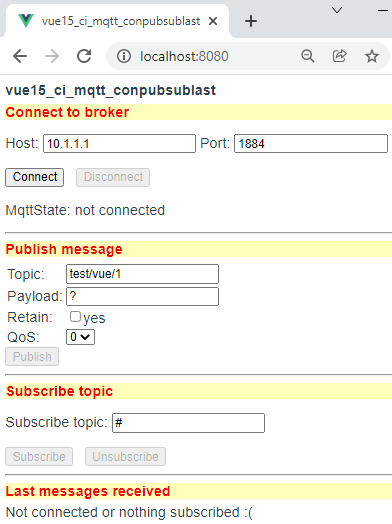 vue15_ci_mqtt_conpubsublast
localhost:8080
vue15_ci_mqtt_conpubsublast
Connect to broker
Host: 10.1.1.1 Port: 1884
Connect Disconnect
MqttState: not connected
Publish message
Topic: test/vue/1
Payload: ?
Retain: yes
QoS: 0
Publish
Subscribe topic
Subscribe topic: #
Subscribe Unsubscribe
Last messages received
Not connected or nothing subscribed :(